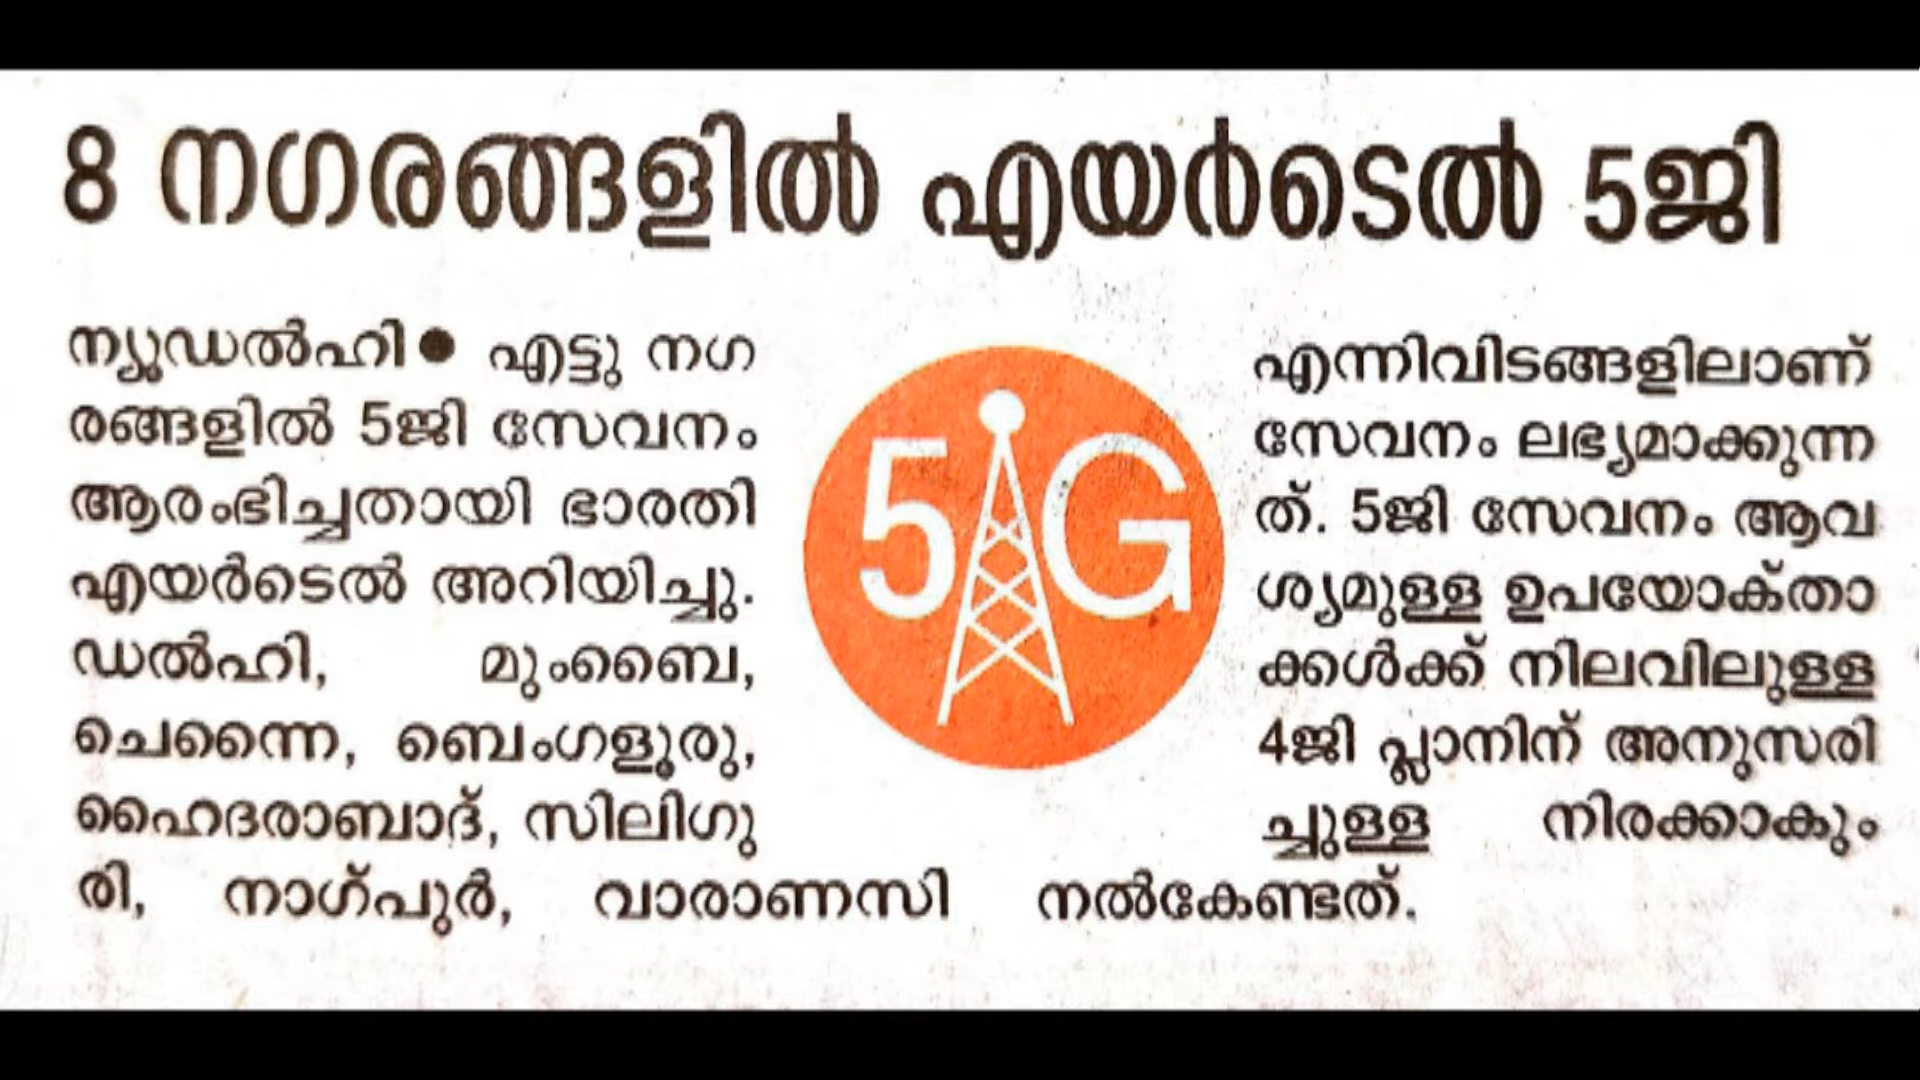 8 നഗരങ്ങളിൽ എയർടെൽ 5ജി
ന്യൂഡൽഹി● എട്ടു നഗ
രങ്ങളിൽ 5ജി സേവനം
ആരംഭിച്ചതായി ഭാരതി
എയർടെൽ അറിയിച്ചു.
ഡൽഹി, മുംബൈ,
ചെന്നൈ, ബെംഗളൂരു,
ഹൈദരാബാദ്, സിലിഗു
രി, നാഗ്പുർ, വാരാണസി
5G
എന്നിവിടങ്ങളിലാണ്
സേവനം ലഭ്യമാക്കുന്ന
ത്. 5ജി സേവനം ആവ
ശ്യമുള്ള ഉപയോക്താ
ക്കൾക്ക് നിലവിലുള്ള
4ജി പ്ലാനിന് അനുസരി
ച്ചുള്ള നിരക്കാകും
നൽകേണ്ടത്.